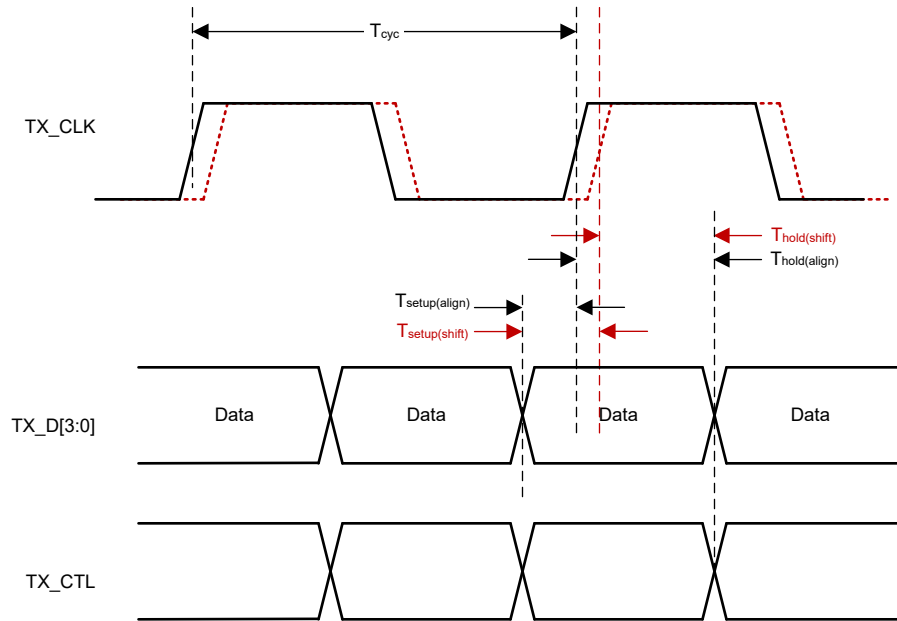 Tcyc
TX_CLK
Thold(shift)
Thold(align)
Tsetup(align)
Tsetup(shift)
TX_D[3:0]
Data
Data
Data
Data
TX_CTL